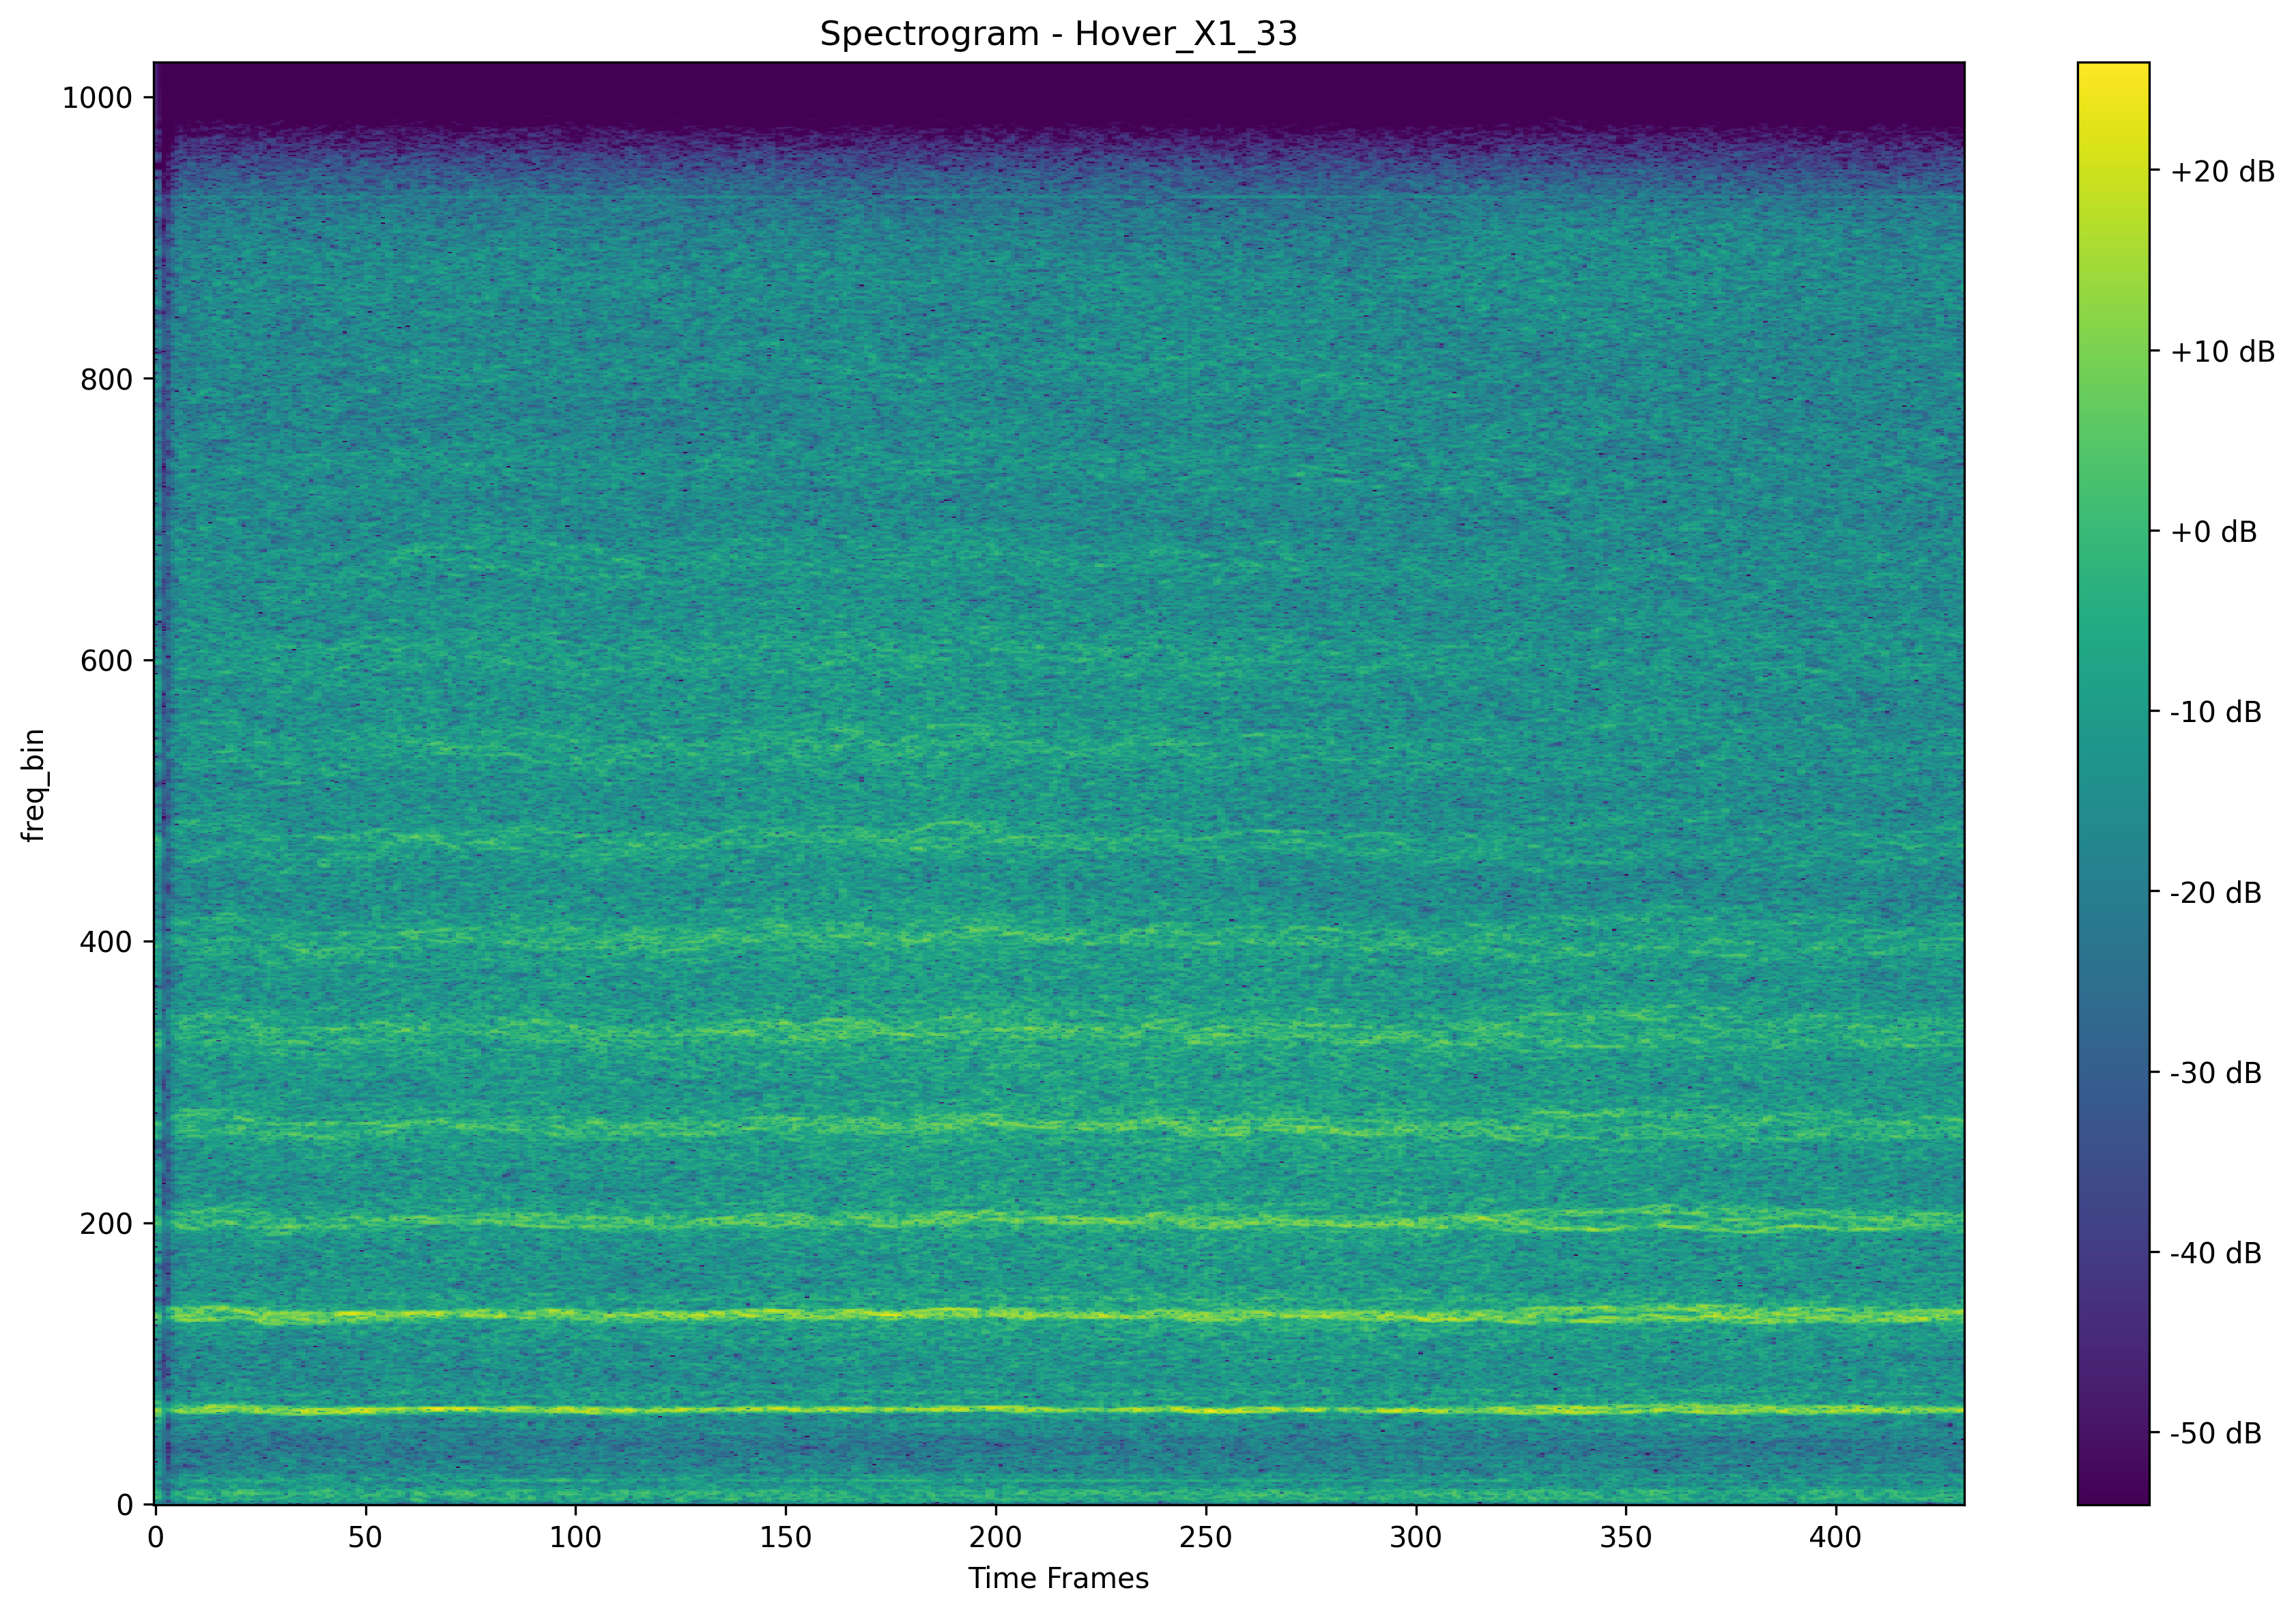 Spectrogram - Hover_X1_33
1000
800
600
400
200
0
freq_bin
0 50 100 150 200 250 300 350 400
Time Frames
+20 dB
+10 dB
+0 dB
-10 dB
-20 dB
-30 dB
-40 dB
-50 dB